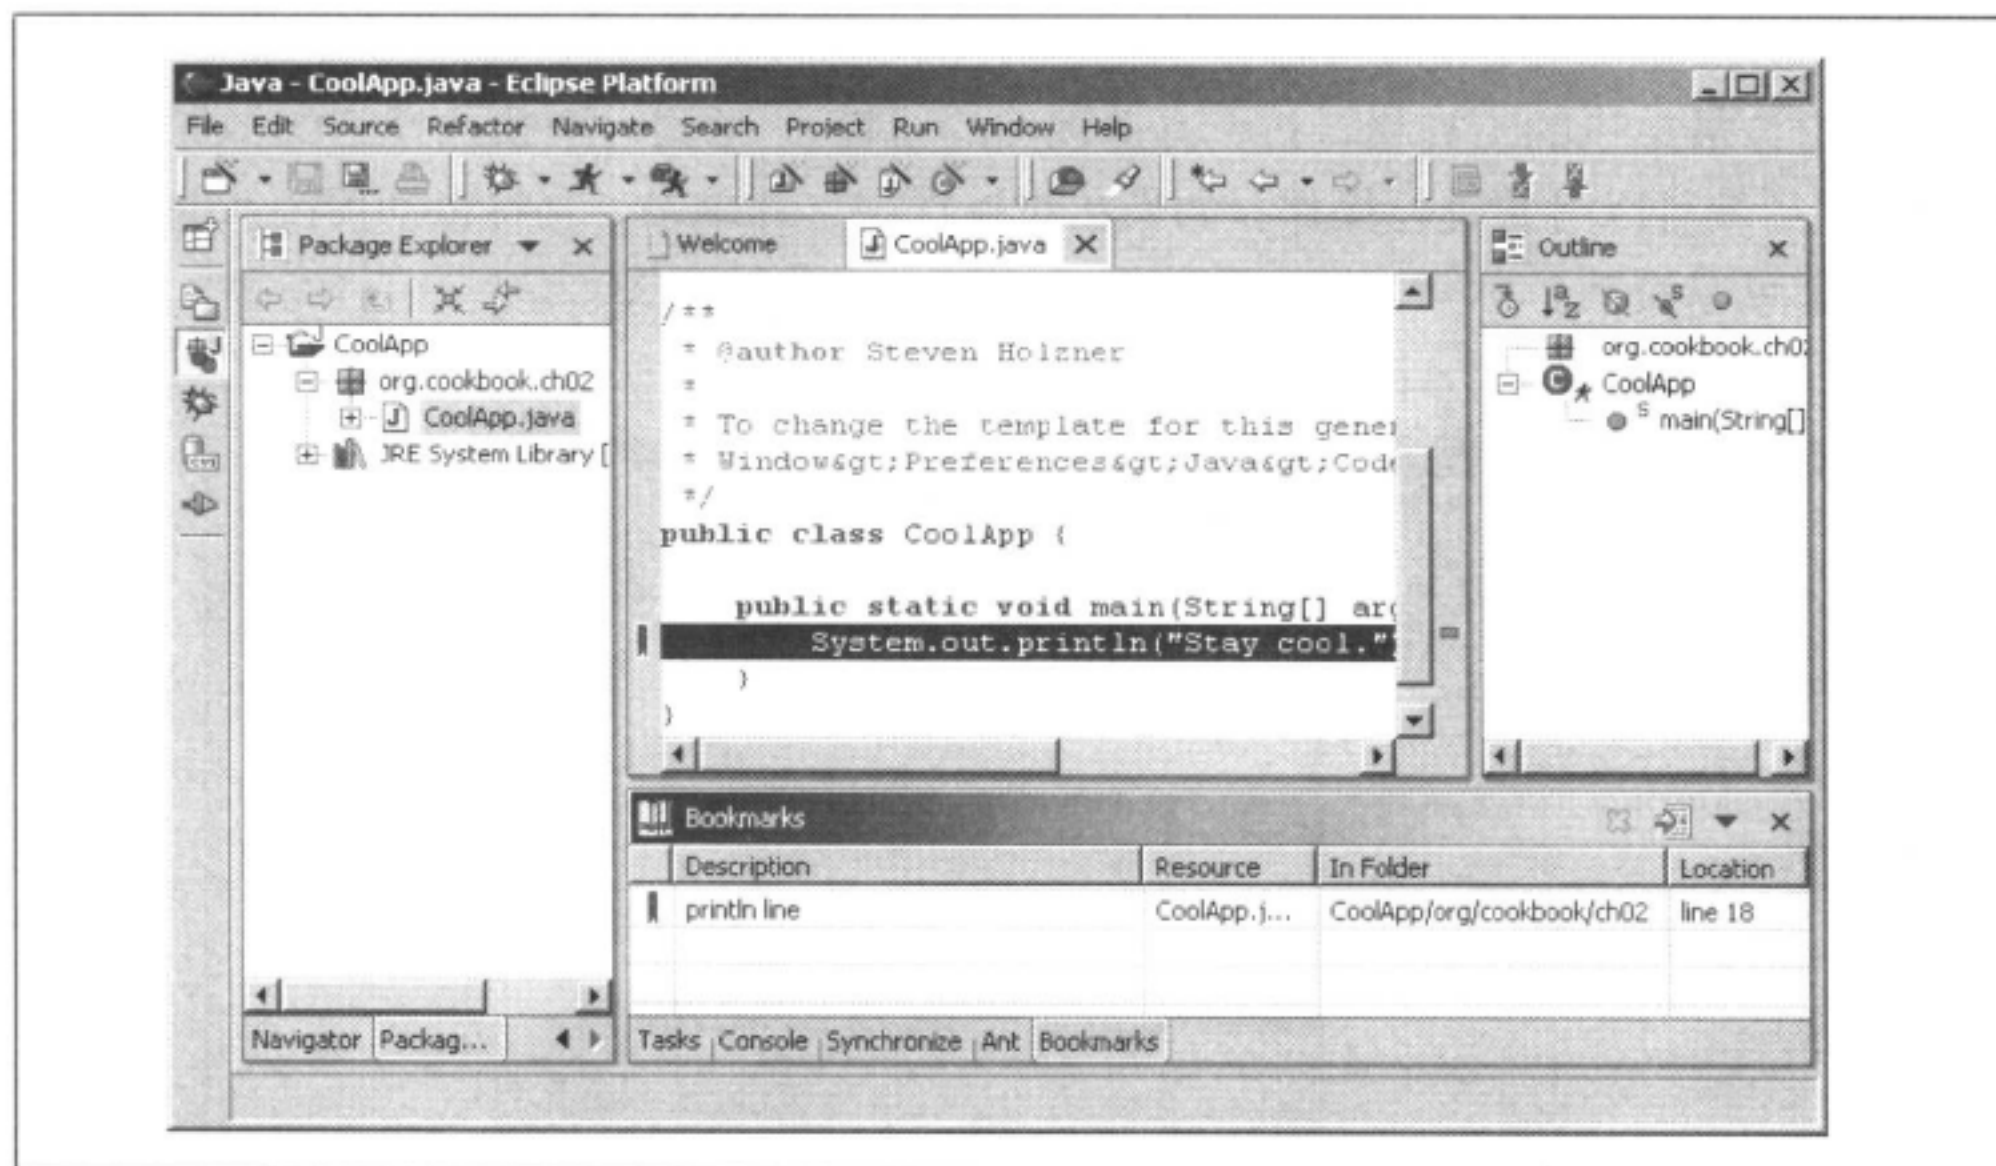 Java - CoolApp.java - Eclipse Platform
File Edit Source Refactor Navigate Search Project Run Window Help
Package Explorer
CoolApp
org.cookbook.ch02
CoolApp.java
JRE System Library [
Navigator Packag...
Welcome CoolApp.java
/**
* @author Steven Holzner
*
* To change the template for this gener
* Window&gt;Preferences&gt;Java&gt;Code
*/
public class CoolApp {
public static void main(String[] arg
System.out.println("Stay cool.")
}
}
Outline
org.cookbook.ch02
CoolApp
main(String[]
Bookmarks
Description Resource In Folder Location
println line CoolApp.j... CoolApp/org/cookbook/ch02 line 18
Tasks Console Synchronize Ant Bookmarks